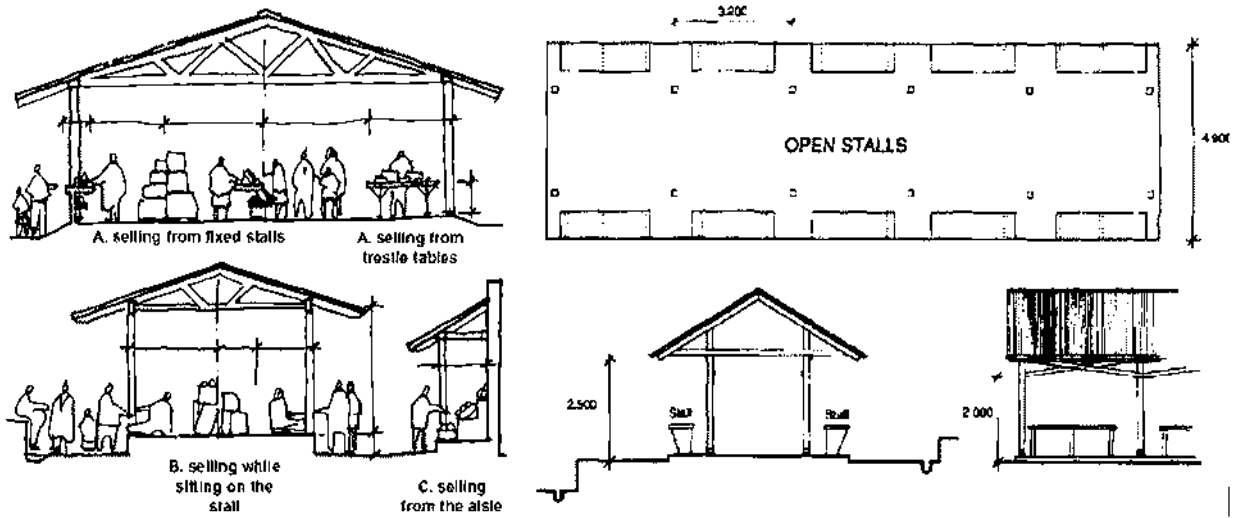 A. selling from fixed stalls
A. selling from
trestle tables
B. selling while
sitting on the
stall
C. selling
from the aisle
3.200
OPEN STALLS
4.900
2.500
Stall
Stall
2.000